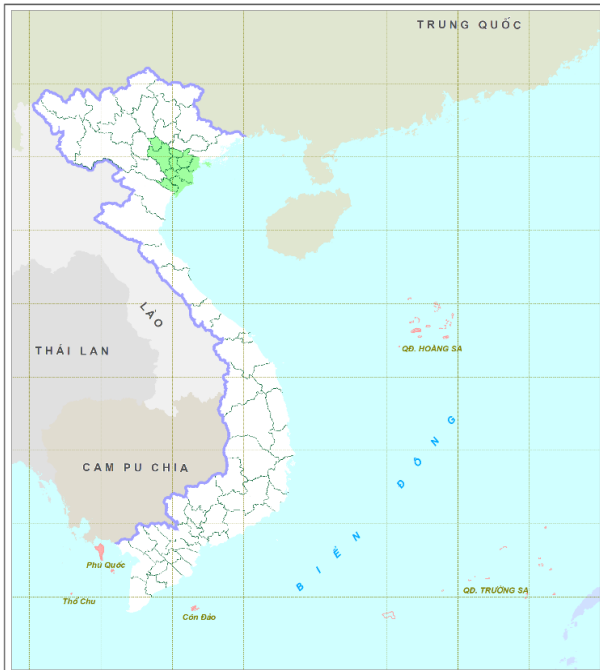 TRUNG QUỐC
LÀO
THÁI LAN
QĐ. HOÀNG SA
CAM PU CHIA
BIỂN ĐÔNG
Phú Quốc
Thổ Chu
Côn Đảo
QĐ. TRƯỜNG SA